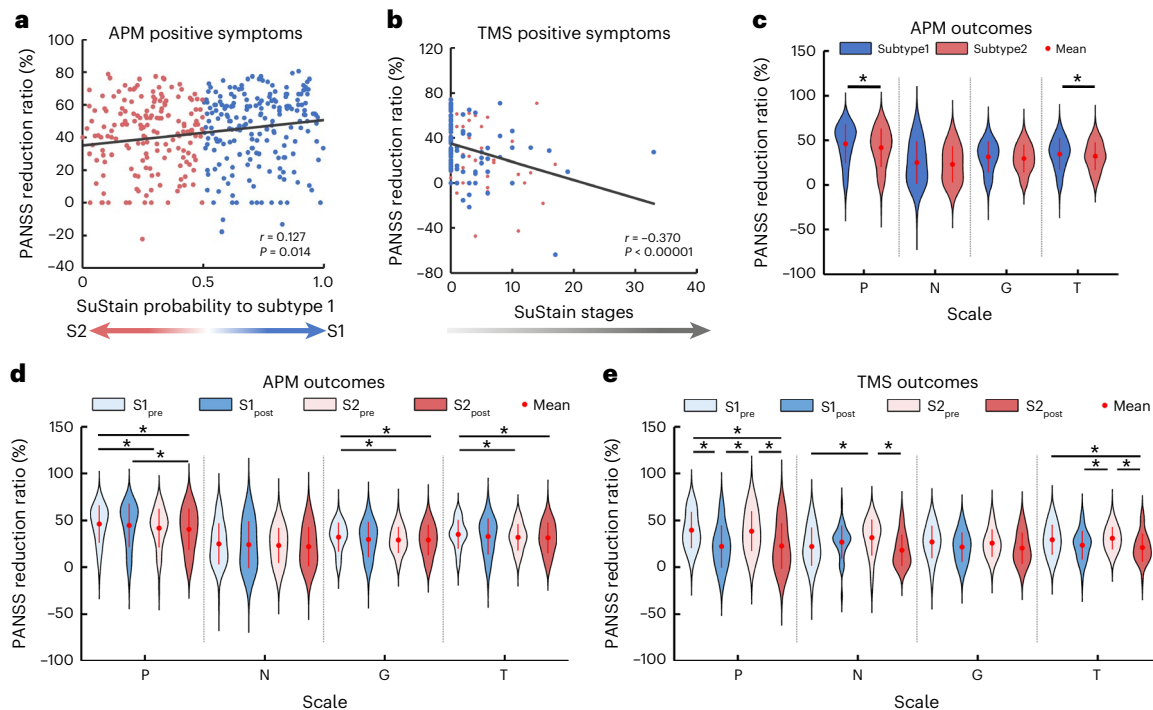 a
APM positive symptoms
PANSS reduction ratio (%)
100
80
60
40
20
0
−20
−40
0
0.5
1.0
r = 0.127
P = 0.014
SuStain probability to subtype 1
S2
S1
b
TMS positive symptoms
PANSS reduction ratio (%)
120
80
40
0
−40
−80
0
10
20
30
40
r = −0.370
P < 0.00001
SuStain stages
c
APM outcomes
Subtype1 Subtype2 Mean
PANSS reduction ratio (%)
150
100
50
0
−50
−100
* *
P N G T
Scale
d
APM outcomes
S1pre S1post S2pre S2post Mean
PANSS reduction ratio (%)
150
100
50
0
−50
−100
* * *
* *
* *
P N G T
Scale
e
TMS outcomes
S1pre S1post S2pre S2post Mean
PANSS reduction ratio (%)
150
100
50
0
−50
−100
* * * *
* *
* * *
P N G T
Scale